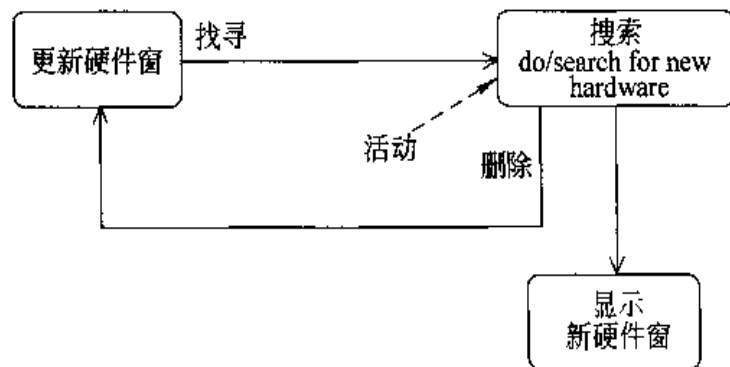 找寻
更新硬件窗
搜索
do/search for new
hardware
活动
删除
显示
新硬件窗